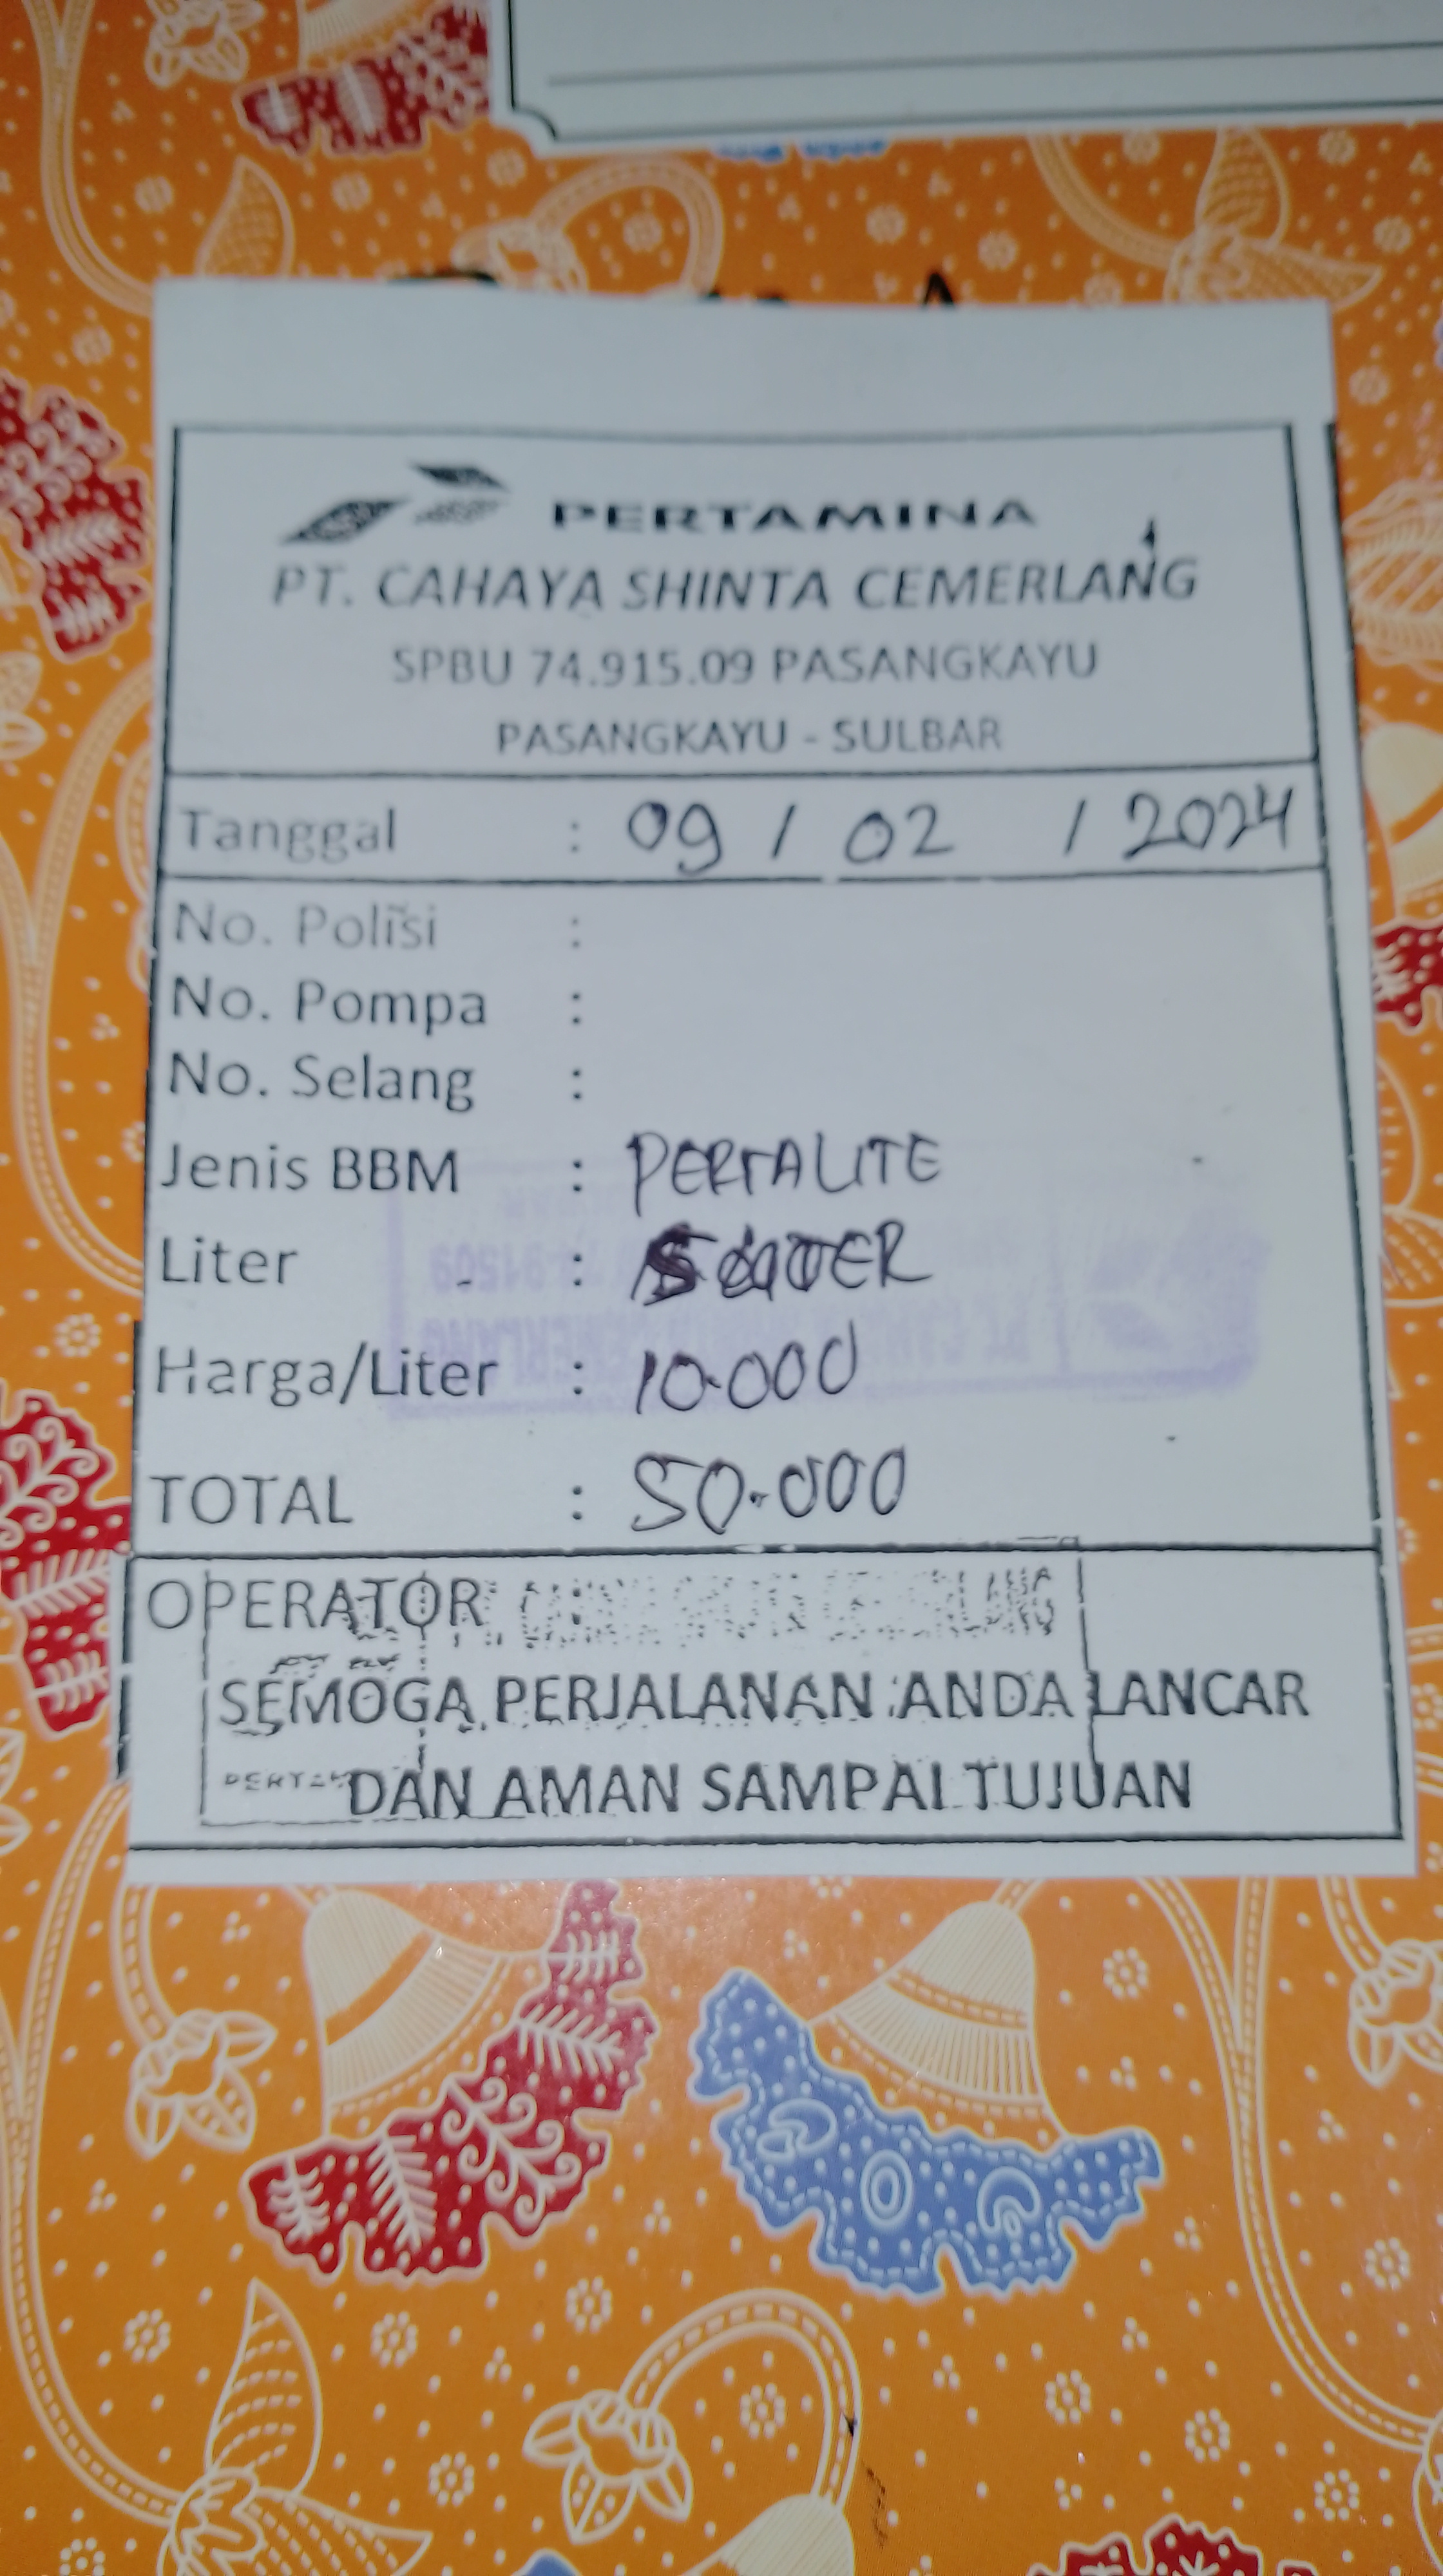 PERTAMINA
PT. CAHAYA SHINTA CEMERLANG
SPBU 74.915.09 PASANGKAYU
PASANGKAYU - SULBAR
Tanggal : 09 / 02 / 2024
No. Polisi :
No. Pompa :
No. Selang :
Jenis BBM : PERTALITE
Liter : 5
Harga/Liter : 10.000
TOTAL : 50.000
OPERATOR
SEMOGA PERJALANAN ANDA LANCAR
DAN AMAN SAMPAI TUJUAN